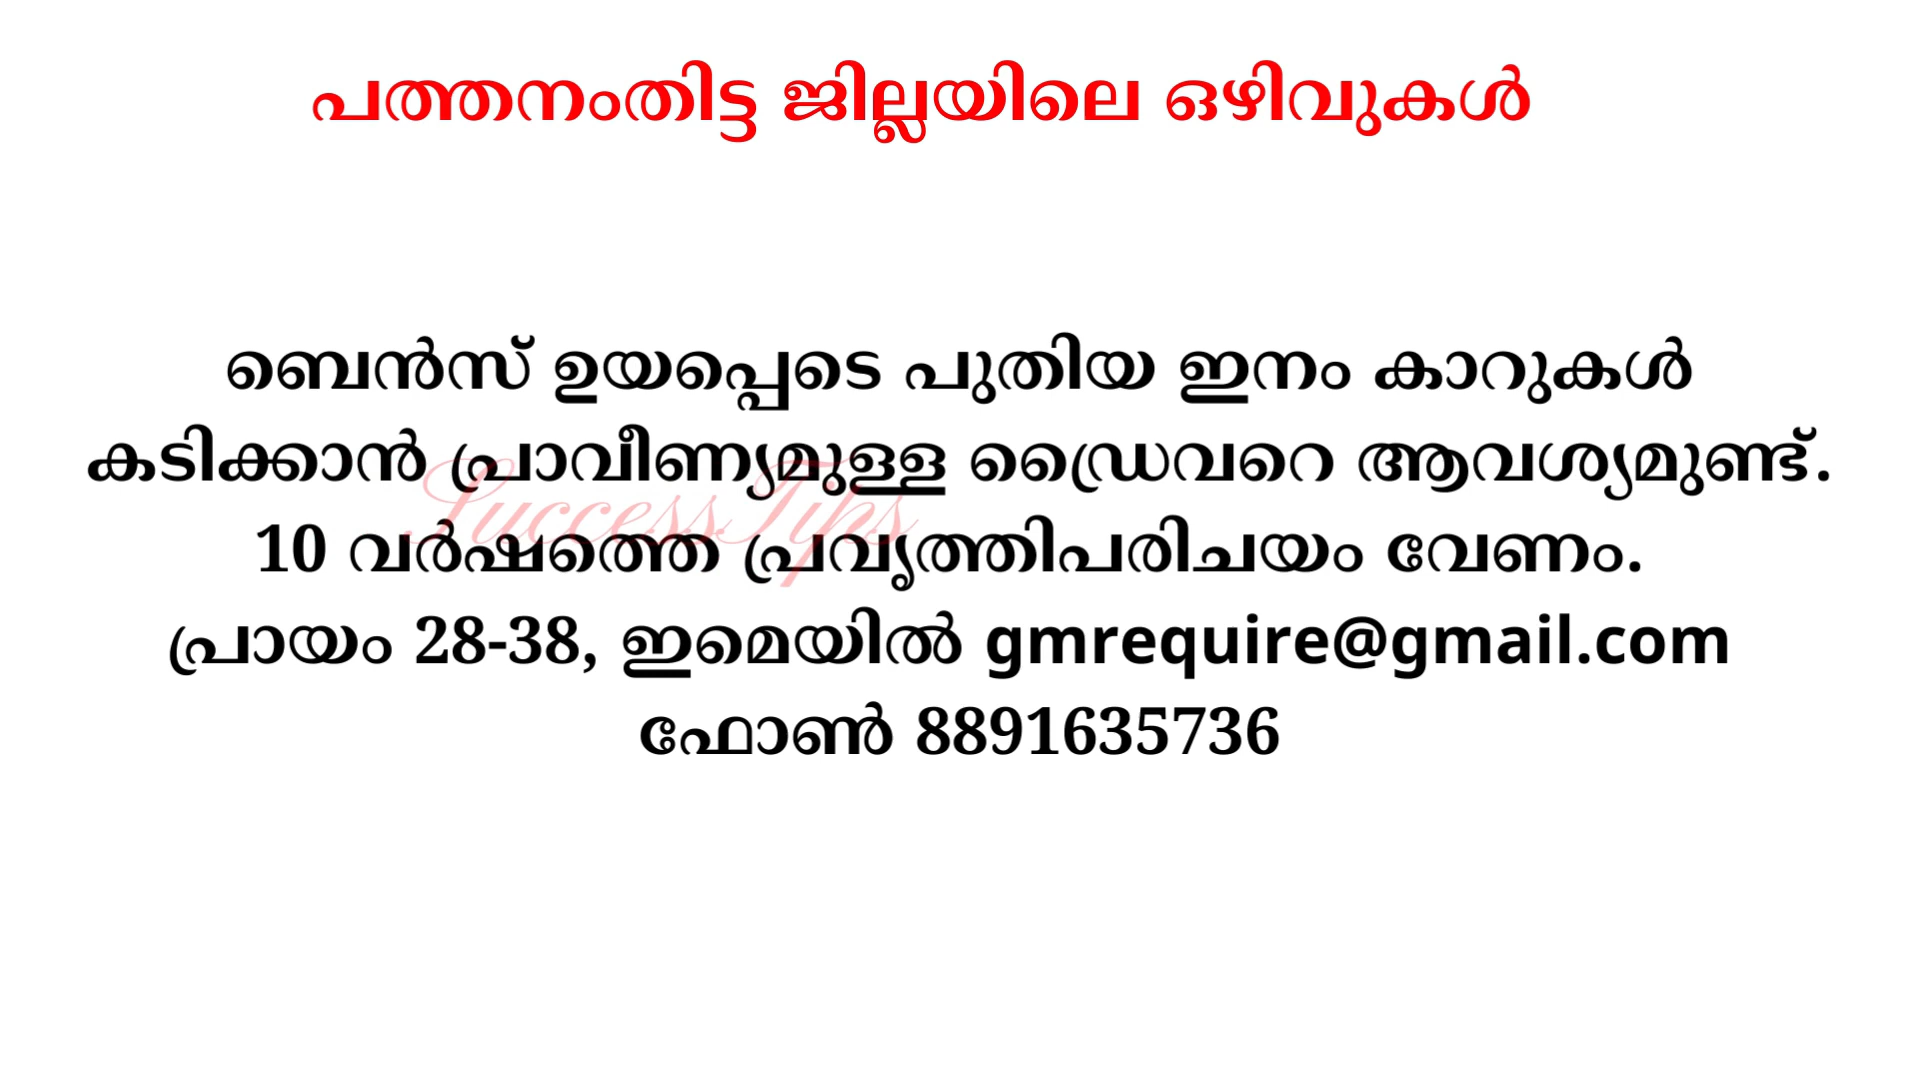 പത്തനംതിട്ട ജില്ലയിലെ ഒഴിവുകൾ
ബെൻസ് ഉയപ്പെടെ പുതിയ ഇനം കാറുകൾ
കടിക്കാൻ പ്രാവീണ്യമുള്ള ഡ്രൈവറെ ആവശ്യമുണ്ട്.
SuccessTips
10 വർഷത്തെ പ്രവൃത്തിപരിചയം വേണം.
പ്രായം 28-38, ഇമെയിൽ gmrequire@gmail.com
ഫോൺ 8891635736